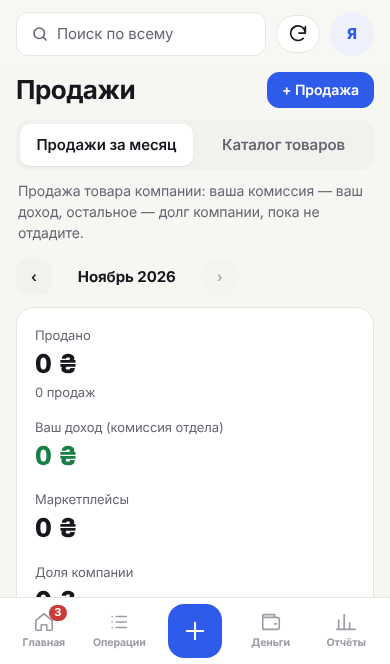 Поиск по всему
Я
Продажи
+ Продажа
Продажи за месяц
Каталог товаров
Продажа товара компании: ваша комиссия — ваш
доход, остальное — долг компании, пока не
отдадите.
‹
Ноябрь 2026
›
Продано
0 ₴
0 продаж
Ваш доход (комиссия отдела)
0 ₴
Маркетплейсы
0 ₴
Доля компании
3
Главная
Операции
Деньги
Отчёты